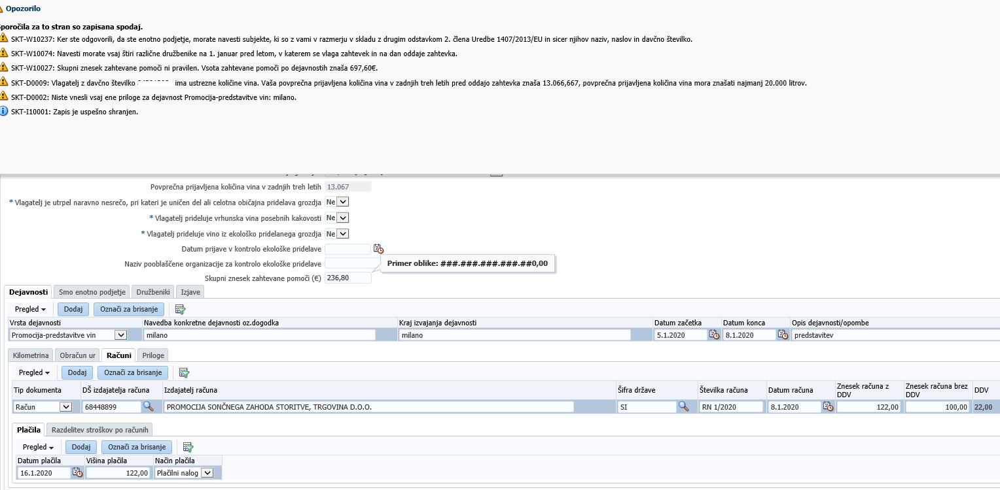 Opozorilo
Sporočila za to stran so zapisana spodaj.
SKT-W10237: Ker ste odgovorili, da ste enotno podjetje, morate navesti subjekte, ki so z vami v razmerju v skladu z drugim odstavkom 2. člena Uredbe 1407/2013/EU in sicer njihov naziv, naslov in davčno številko.
SKT-W10074: Navesti morate vsaj štiri različne družbenike na 1. januar pred letom, v katerem se vlaga zahtevek in na dan oddaje zahtevka.
SKT-W10027: Skupni znesek zahtevane pomoči ni pravilen. Vsota zahtevane pomoči po dejavnostih znaša 697,60€.
SKT-D0009: Vlagatelj z davčno številko ima ustrezne količine vina. Vaša povprečna prijavljena količina vina v zadnjih treh letih pred oddajo zahtevka znaša 13.066,667, povprečna prijavljena količina vina mora znašati najmanj 20.000 litrov.
SKT-D0002: Niste vnesli vsaj ene priloge za dejavnost Promocija-predstavitve vin: milano.
SKT-I10001: Zapis je uspešno shranjen.
Povprečna prijavljena količina vina v zadnjih treh letih 13.067
* Vlagatelj je utrpel naravno nesrečo, pri kateri je uničen del ali celotna običajna pridelava grozdja Ne
* Vlagatelj prideluje vrhunska vina posebnih kakovosti Ne
* Vlagatelj prideluje vino iz ekološko pridelanega grozdja Ne
Datum prijave v kontrolo ekološke pridelave
Naziv pooblaščene organizacije za kontrolo ekološke pridelave Primer oblike: ###.###.###.###.##0,00
Skupni znesek zahtevane pomoči (€) 236,80
Dejavnosti Smo enotno podjetje Družbeniki Izjave
Pregled Dodaj Označi za brisanje
Vrsta dejavnosti Navedba konkretne dejavnosti oz.dogodka Kraj izvajanja dejavnosti Datum začetka Datum konca Opis dejavnosti/opombe
Promocija-predstavitve vin milano milano 5.1.2020 8.1.2020 predstavitev
Kilometrina Obračun ur Računi Priloge
Pregled Dodaj Označi za brisanje
Tip dokumenta DŠ izdajatelja računa Izdajatelj računa Šifra države Številka računa Datum računa Znesek računa z DDV Znesek računa brez DDV DDV
Račun 68448899 PROMOCIJA SONČNEGA ZAHODA STORITVE, TRGOVINA D.O.O. SI RN 1/2020 8.1.2020 122,00 100,00 22,00
Plačila Razdelitev stroškov po računih
Pregled Dodaj Označi za brisanje
Datum plačila Višina plačila Način plačila
16.1.2020 122,00 Plačilni nalog